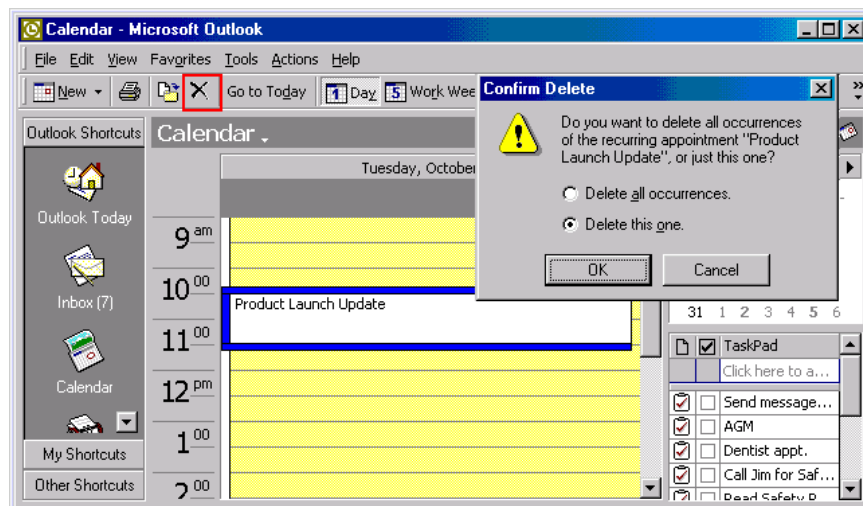 Calendar - Microsoft Outlook
File Edit View Favorites Tools Actions Help
New Go to Today 1 Day 5 Work Wee
Confirm Delete
Do you want to delete all occurrences
of the recurring appointment "Product
Launch Update", or just this one?
Delete all occurrences.
Delete this one.
OK Cancel
Outlook Shortcuts
Outlook Today
Inbox (7)
Calendar
My Shortcuts
Other Shortcuts
Calendar
Tuesday, October
9 am
10 00
Product Launch Update
11 00
12 pm
1 00
2 00
31 1 2 3 4 5 6
TaskPad
Click here to a...
Send message...
AGM
Dentist appt.
Call Jim for Saf...
Read Safety P